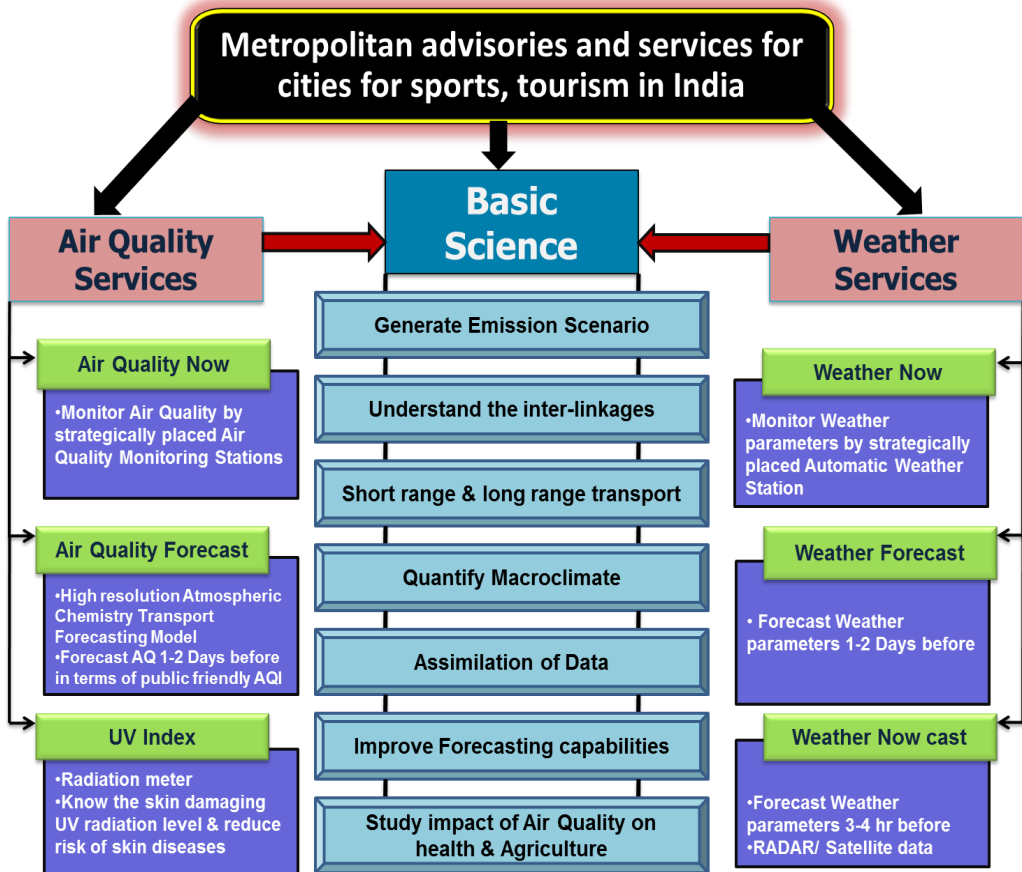 Metropolitan advisories and services for
cities for sports, tourism in India
Air Quality
Services
Basic
Science
Weather
Services
Air Quality Now
•Monitor Air Quality by
strategically placed Air
Quality Monitoring Stations
Air Quality Forecast
•High resolution Atmospheric
Chemistry Transport
Forecasting Model
•Forecast AQ 1-2 Days before
in terms of public friendly AQI
UV Index
•Radiation meter
•Know the skin damaging
UV radiation level & reduce
risk of skin diseases
Generate Emission Scenario
Understand the inter-linkages
Short range & long range transport
Quantify Macroclimate
Assimilation of Data
Improve Forecasting capabilities
Study impact of Air Quality on
health & Agriculture
Weather Now
•Monitor Weather
parameters by strategically
placed Automatic Weather
Station
Weather Forecast
• Forecast Weather
parameters 1-2 Days before
Weather Now cast
•Forecast Weather
parameters 3-4 hr before
•RADAR/ Satellite data